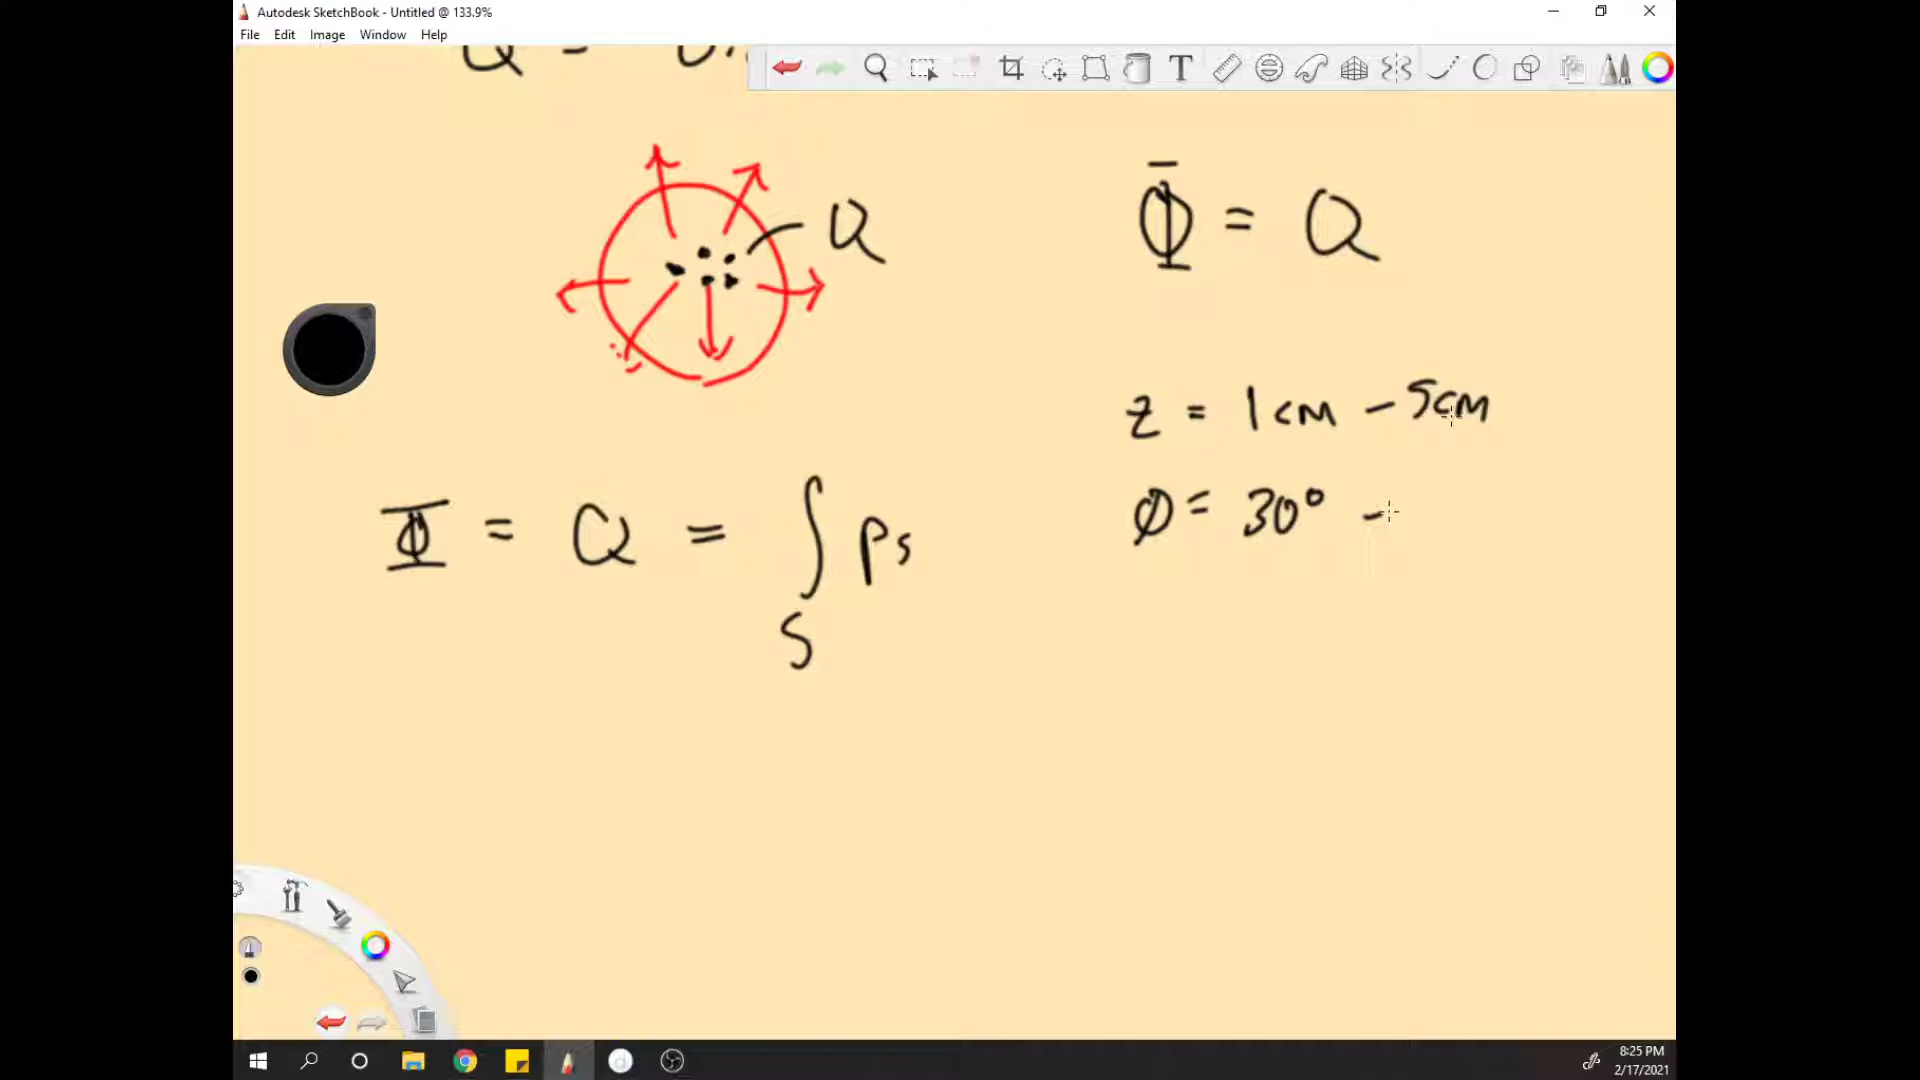 Autodesk SketchBook - Untitled @ 133.9%
File Edit Image Window Help
Q =
Q
Φ = Q
z = 1cm - 5cm
Φ = Q = ∫ ρs
S
ϕ = 30° -
8:25 PM
2/17/2021